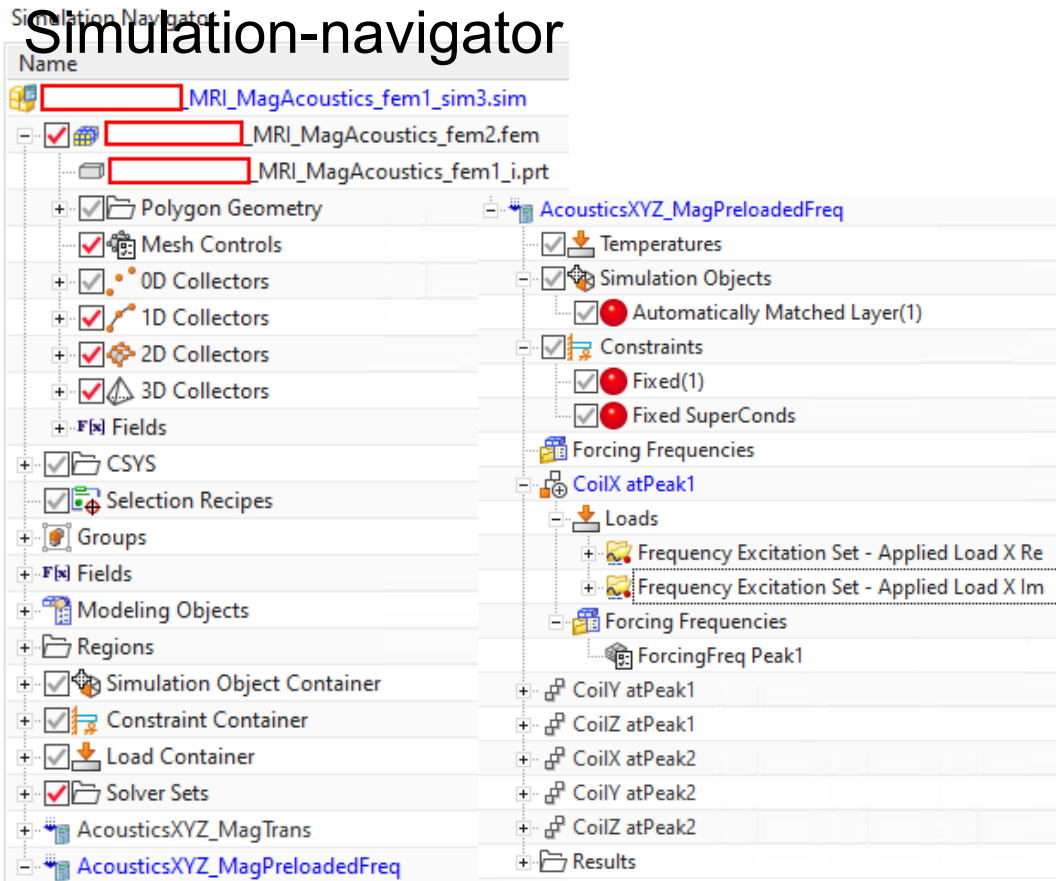 Simulation Navigator
Simulation-navigator
Name
_MRI_MagAcoustics_fem1_sim3.sim
_MRI_MagAcoustics_fem2.fem
_MRI_MagAcoustics_fem1_i.prt
Polygon Geometry
Mesh Controls
0D Collectors
1D Collectors
2D Collectors
3D Collectors
F[x] Fields
CSYS
Selection Recipes
Groups
F[x] Fields
Modeling Objects
Regions
Simulation Object Container
Constraint Container
Load Container
Solver Sets
AcousticsXYZ_MagTrans
AcousticsXYZ_MagPreloadedFreq
AcousticsXYZ_MagPreloadedFreq
Temperatures
Simulation Objects
Automatically Matched Layer(1)
Constraints
Fixed(1)
Fixed SuperConds
Forcing Frequencies
CoilX atPeak1
Loads
Frequency Excitation Set - Applied Load X Re
Frequency Excitation Set - Applied Load X Im
Forcing Frequencies
ForcingFreq Peak1
CoilY atPeak1
CoilZ atPeak1
CoilX atPeak2
CoilY atPeak2
CoilZ atPeak2
Results